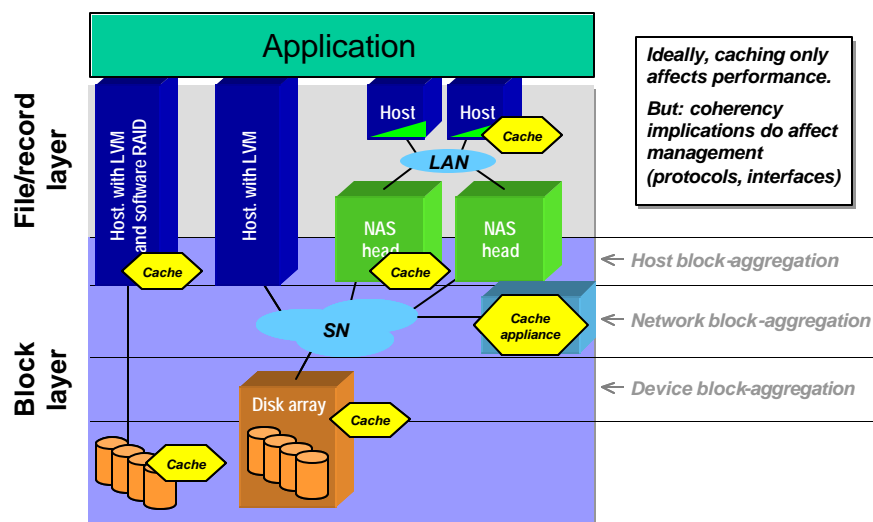 Application
Ideally, caching only
affects performance.
But: coherency
implications do affect
management
(protocols, interfaces)
File/record
layer
Host. with LVM
and software RAID
Host. with LVM
Host
Host
Cache
LAN
NAS
head
NAS
head
Cache
Cache
Host block-aggregation
SN
Cache
appliance
Network block-aggregation
Block
layer
Device block-aggregation
Disk array
Cache
Cache